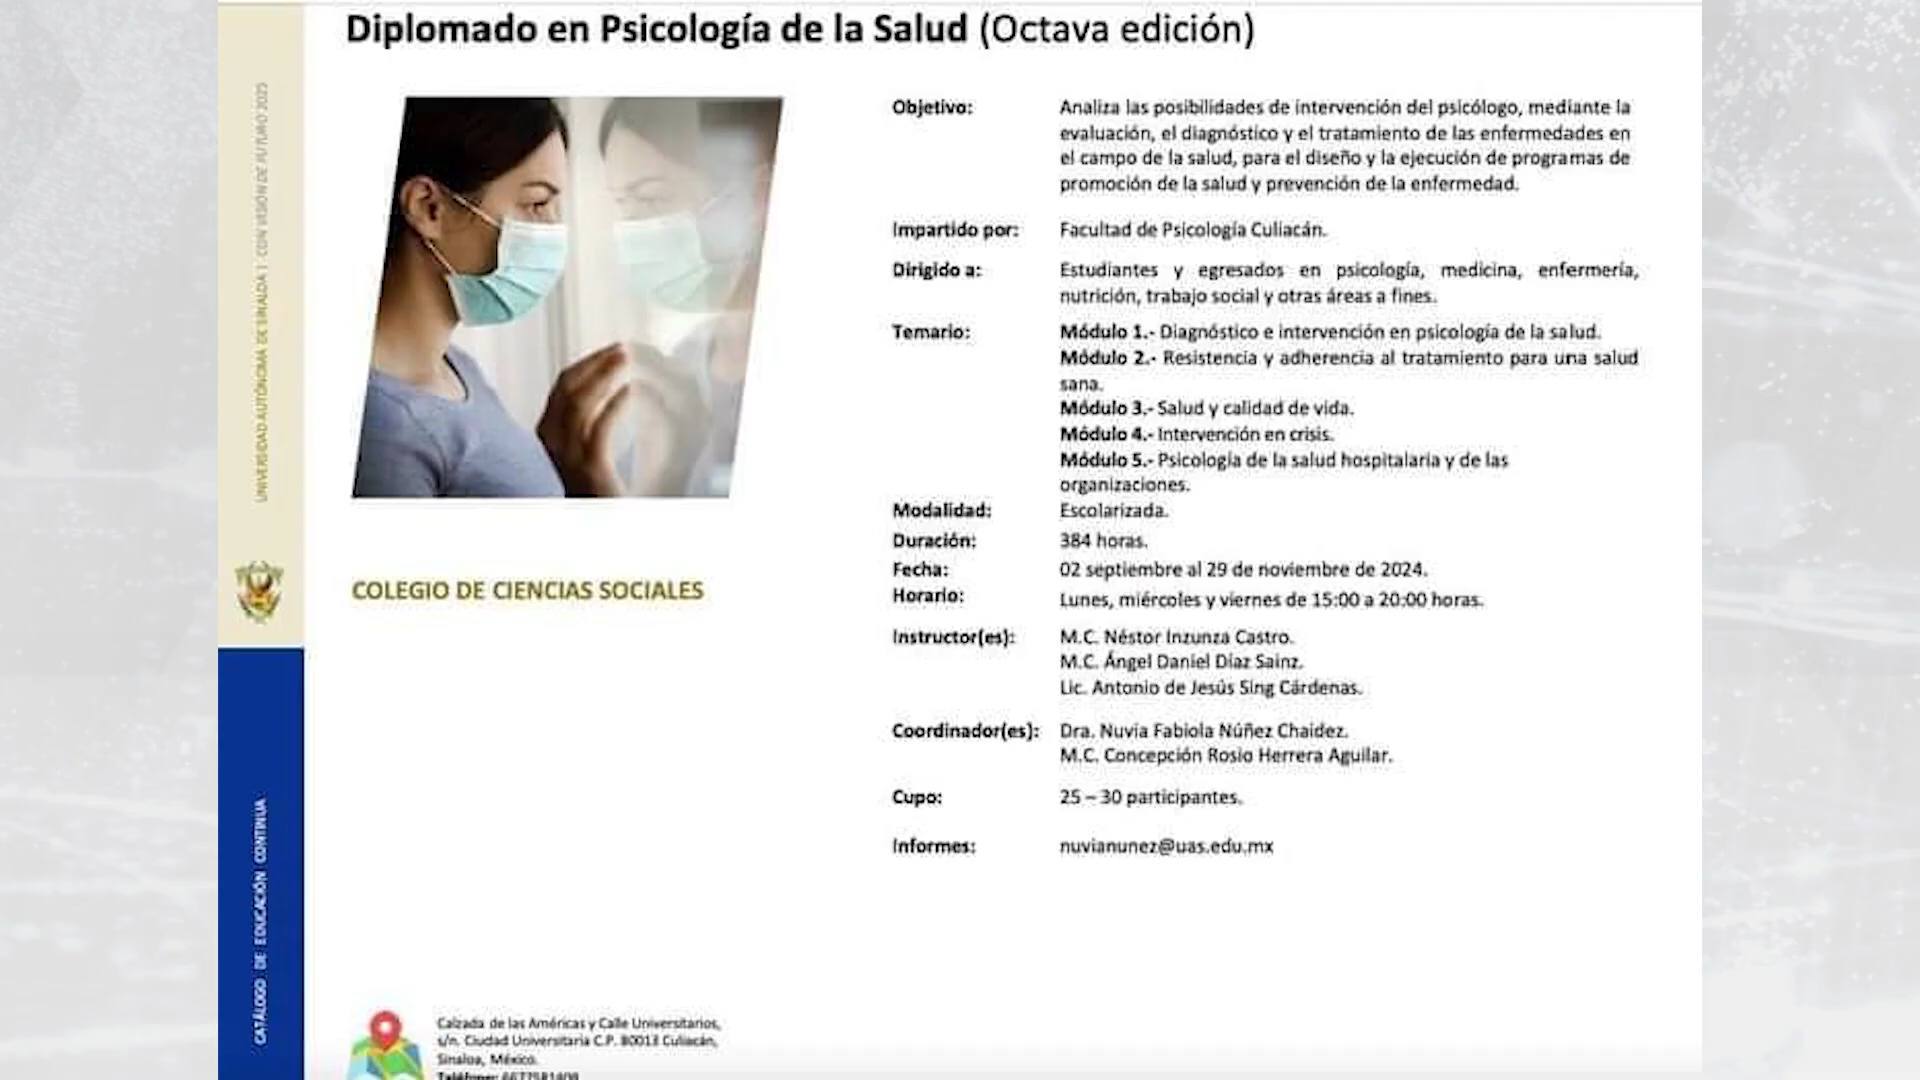 Diplomado en Psicología de la Salud (Octava edición)
UNIVERSIDAD AUTÓNOMA DE SINALOA | CON VISIÓN DE FUTURO 2025
CATÁLOGO DE EDUCACIÓN CONTINUA
COLEGIO DE CIENCIAS SOCIALES
Objetivo: Analiza las posibilidades de intervención del psicólogo, mediante la
evaluación, el diagnóstico y el tratamiento de las enfermedades en
el campo de la salud, para el diseño y la ejecución de programas de
promoción de la salud y prevención de la enfermedad.
Impartido por: Facultad de Psicología Culiacán.
Dirigido a: Estudiantes y egresados en psicología, medicina, enfermería,
nutrición, trabajo social y otras áreas a fines.
Temario: Módulo 1.- Diagnóstico e intervención en psicología de la salud.
Módulo 2.- Resistencia y adherencia al tratamiento para una salud
sana.
Módulo 3.- Salud y calidad de vida.
Módulo 4.- Intervención en crisis.
Módulo 5.- Psicología de la salud hospitalaria y de las
organizaciones.
Modalidad: Escolarizada.
Duración: 384 horas.
Fecha: 02 septiembre al 29 de noviembre de 2024.
Horario: Lunes, miércoles y viernes de 15:00 a 20:00 horas.
Instructor(es): M.C. Néstor Inzunza Castro.
M.C. Ángel Daniel Díaz Sainz.
Lic. Antonio de Jesús Sing Cárdenas.
Coordinador(es): Dra. Nuvia Fabiola Núñez Chaidez.
M.C. Concepción Rosio Herrera Aguilar.
Cupo: 25 – 30 participantes.
Informes: nuvianunez@uas.edu.mx
Calzada de las Américas y Calle Universitarios,
s/n. Ciudad Universitaria C.P. 80013 Culiacán,
Sinaloa, México.
Teléfono: